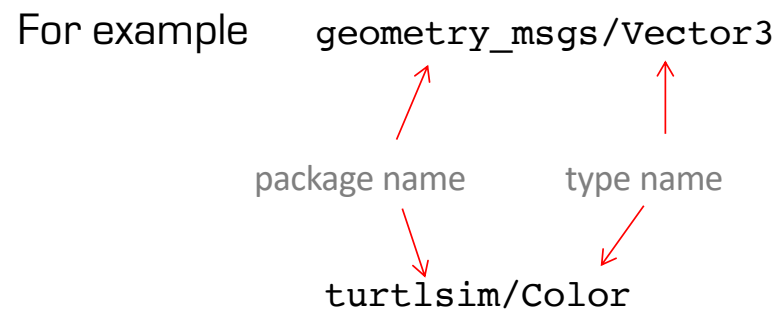 For example geometry_msgs/Vector3
package name type name
turtlsim/Color